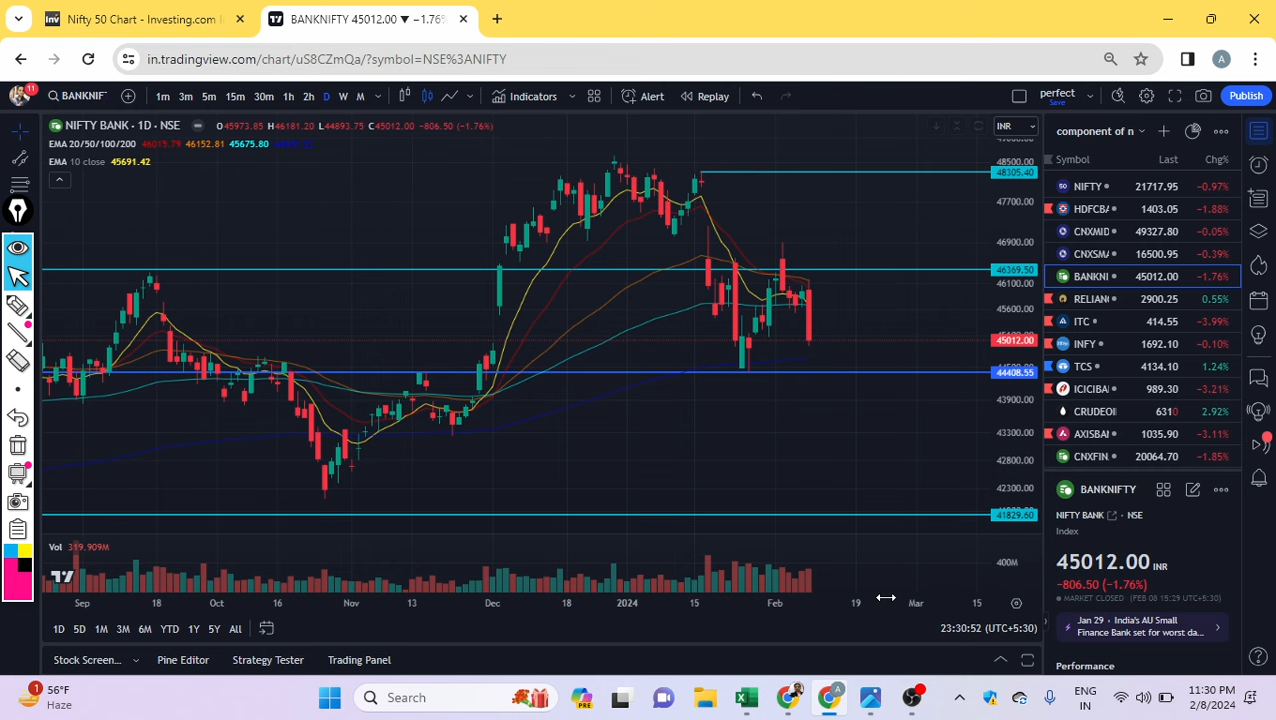 Nifty 50 Chart - Investing.com I
BANKNIFTY 45012.00 ▼ −1.76%
in.tradingview.com/chart/uS8CZmQa/?symbol=NSE%3ANIFTY
A
11
BANKNIF
1m 3m 5m 15m 30m 1h 2h D W M
Indicators
Alert
Replay
perfect
Save
Publish
NIFTY BANK · 1D · NSE
O45973.85 H46181.20 L44893.75 C45012.00 −806.50 (−1.76%)
EMA 20/50/100/200 46015.79 46152.81 45675.80
EMA 10 close 45691.42
INR
48500.00
48305.40
47700.00
46900.00
46369.50
46100.00
45600.00
45012.00
44408.55
43900.00
43300.00
42800.00
42300.00
41829.60
Vol 319.909M
400M
Sep 18 Oct 16 Nov 13 Dec 18 2024 15 Feb 19 Mar 15
1D 5D 1M 3M 6M YTD 1Y 5Y All
23:30:52 (UTC+5:30)
Stock Screen... Pine Editor Strategy Tester Trading Panel
component of n
Symbol Last Chg%
NIFTY 21717.95 −0.97%
HDFCBA 1403.05 −1.88%
CNXMID 49327.80 −0.05%
CNXSMA 16500.95 −0.39%
BANKNI 45012.00 −1.76%
RELIAN 2900.25 0.55%
ITC 414.55 −3.99%
INFY 1692.10 −0.10%
TCS 4134.10 1.24%
ICICIBA 989.30 −3.21%
CRUDEOI 6310 2.92%
AXISBA 1035.90 −3.11%
CNXFIN 20064.70 −1.85%
BANKNIFTY
NIFTY BANK · NSE
Index
45012.00 INR
−806.50 (−1.76%)
MARKET CLOSED (FEB 08 15:29 UTC+5:30)
Jan 29 · India's AU Small
Finance Bank set for worst da...
Performance
1
56°F
Haze
Search
PRE
A
ENG
IN
11:30 PM
2/8/2024